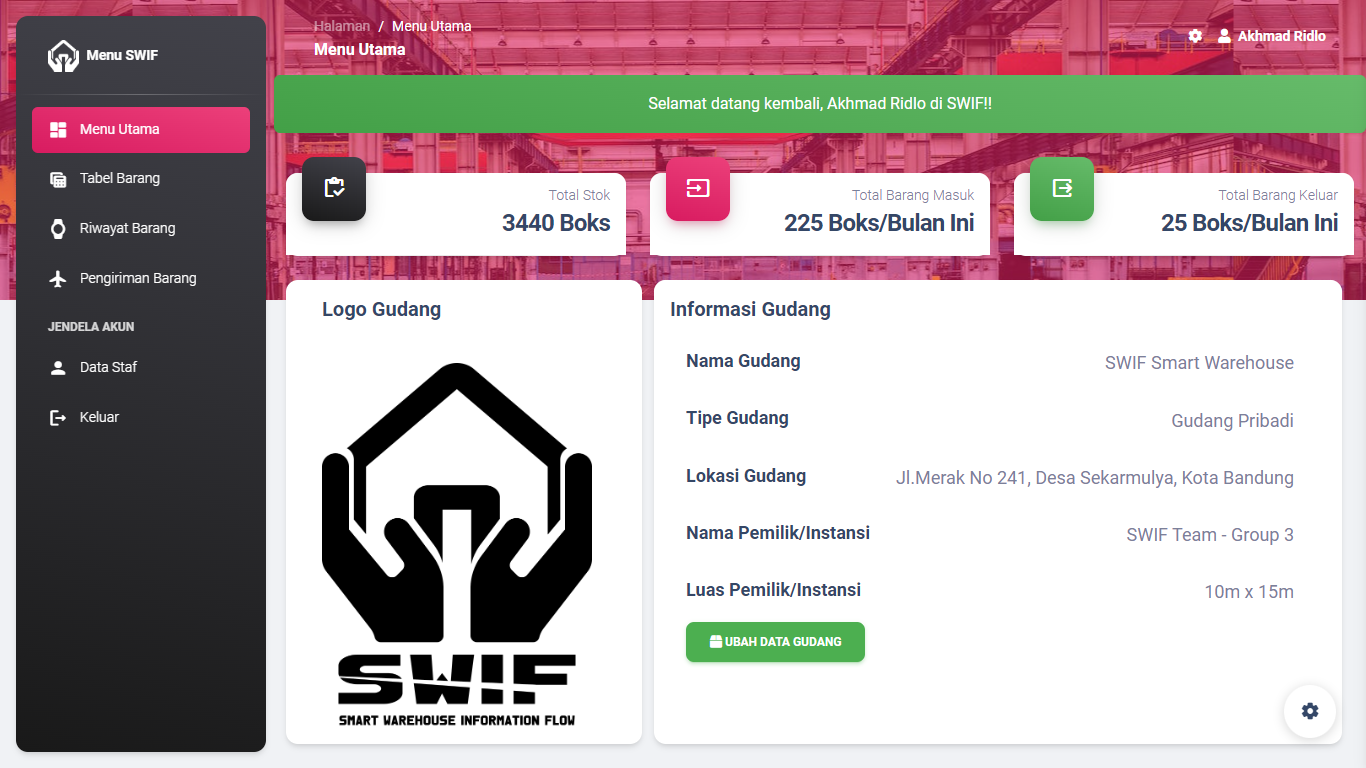 Menu SWIF
Menu Utama
Tabel Barang
Riwayat Barang
Pengiriman Barang
JENDELA AKUN
Data Staf
Keluar
Halaman / Menu Utama
Menu Utama
Akhmad Ridlo
Selamat datang kembali, Akhmad Ridlo di SWIF!!
Total Stok
3440 Boks
Total Barang Masuk
225 Boks/Bulan Ini
Total Barang Keluar
25 Boks/Bulan Ini
Logo Gudang
SWIF
SMART WAREHOUSE INFORMATION FLOW
Informasi Gudang
Nama Gudang SWIF Smart Warehouse
Tipe Gudang Gudang Pribadi
Lokasi Gudang Jl.Merak No 241, Desa Sekarmulya, Kota Bandung
Nama Pemilik/Instansi SWIF Team - Group 3
Luas Pemilik/Instansi 10m x 15m
UBAH DATA GUDANG